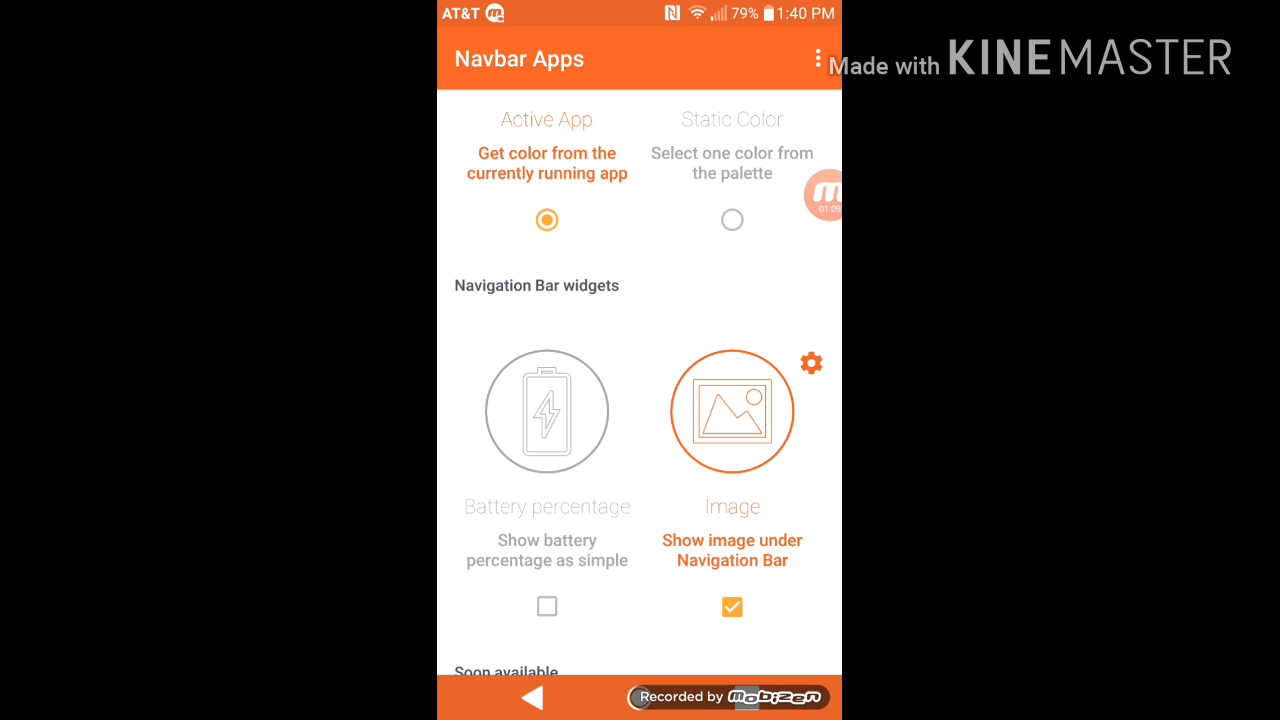 AT&T
79%
1:40 PM
Navbar Apps
Made with KINEMASTER
Active App
Static Color
Get color from the
currently running app
Select one color from
the palette
01:09
Navigation Bar widgets
Battery percentage
Image
Show battery
percentage as simple
Show image under
Navigation Bar
Soon available
Recorded by mobizen